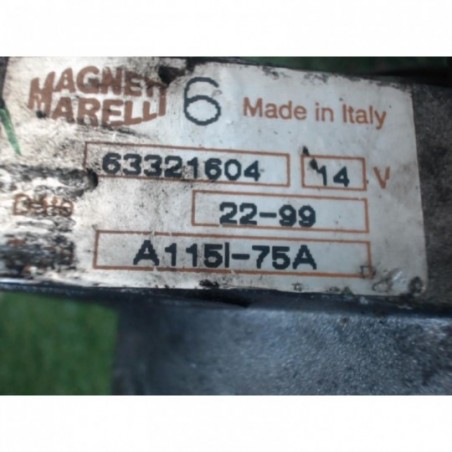 MAGNETI
MARELLI 6 Made in Italy
63321604 14 V
22-99
A115I-75A